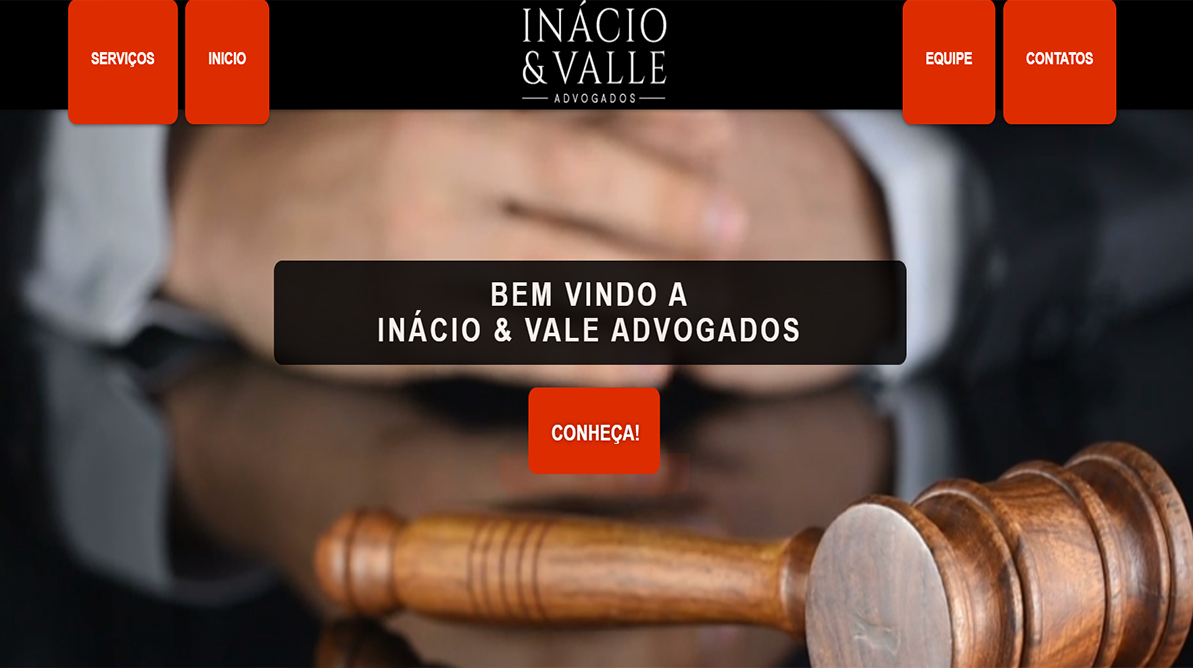 SERVIÇOS
INICIO
INÁCIO
& VALLE
ADVOGADOS
EQUIPE
CONTATOS
BEM VINDO A
INÁCIO & VALE ADVOGADOS
CONHEÇA!